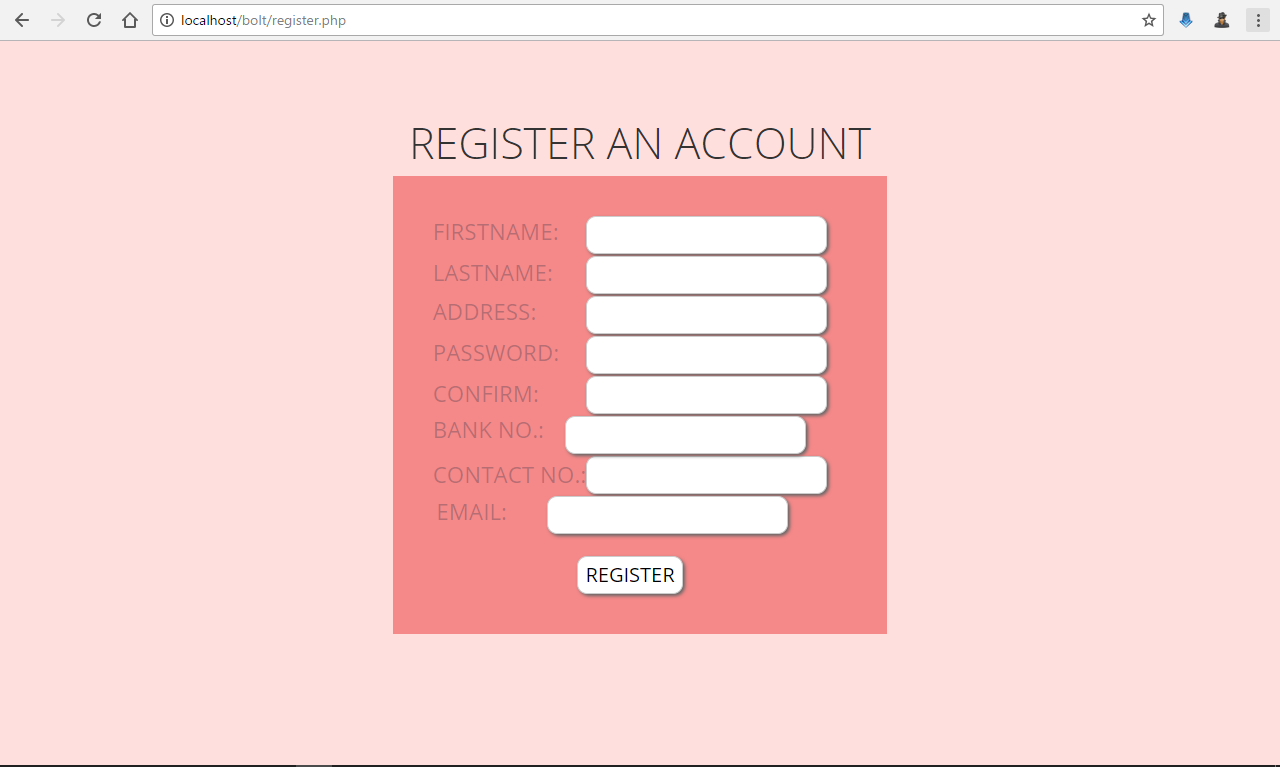 localhost/bolt/register.php
REGISTER AN ACCOUNT
FIRSTNAME:
LASTNAME:
ADDRESS:
PASSWORD:
CONFIRM:
BANK NO.:
CONTACT NO.:
EMAIL:
REGISTER